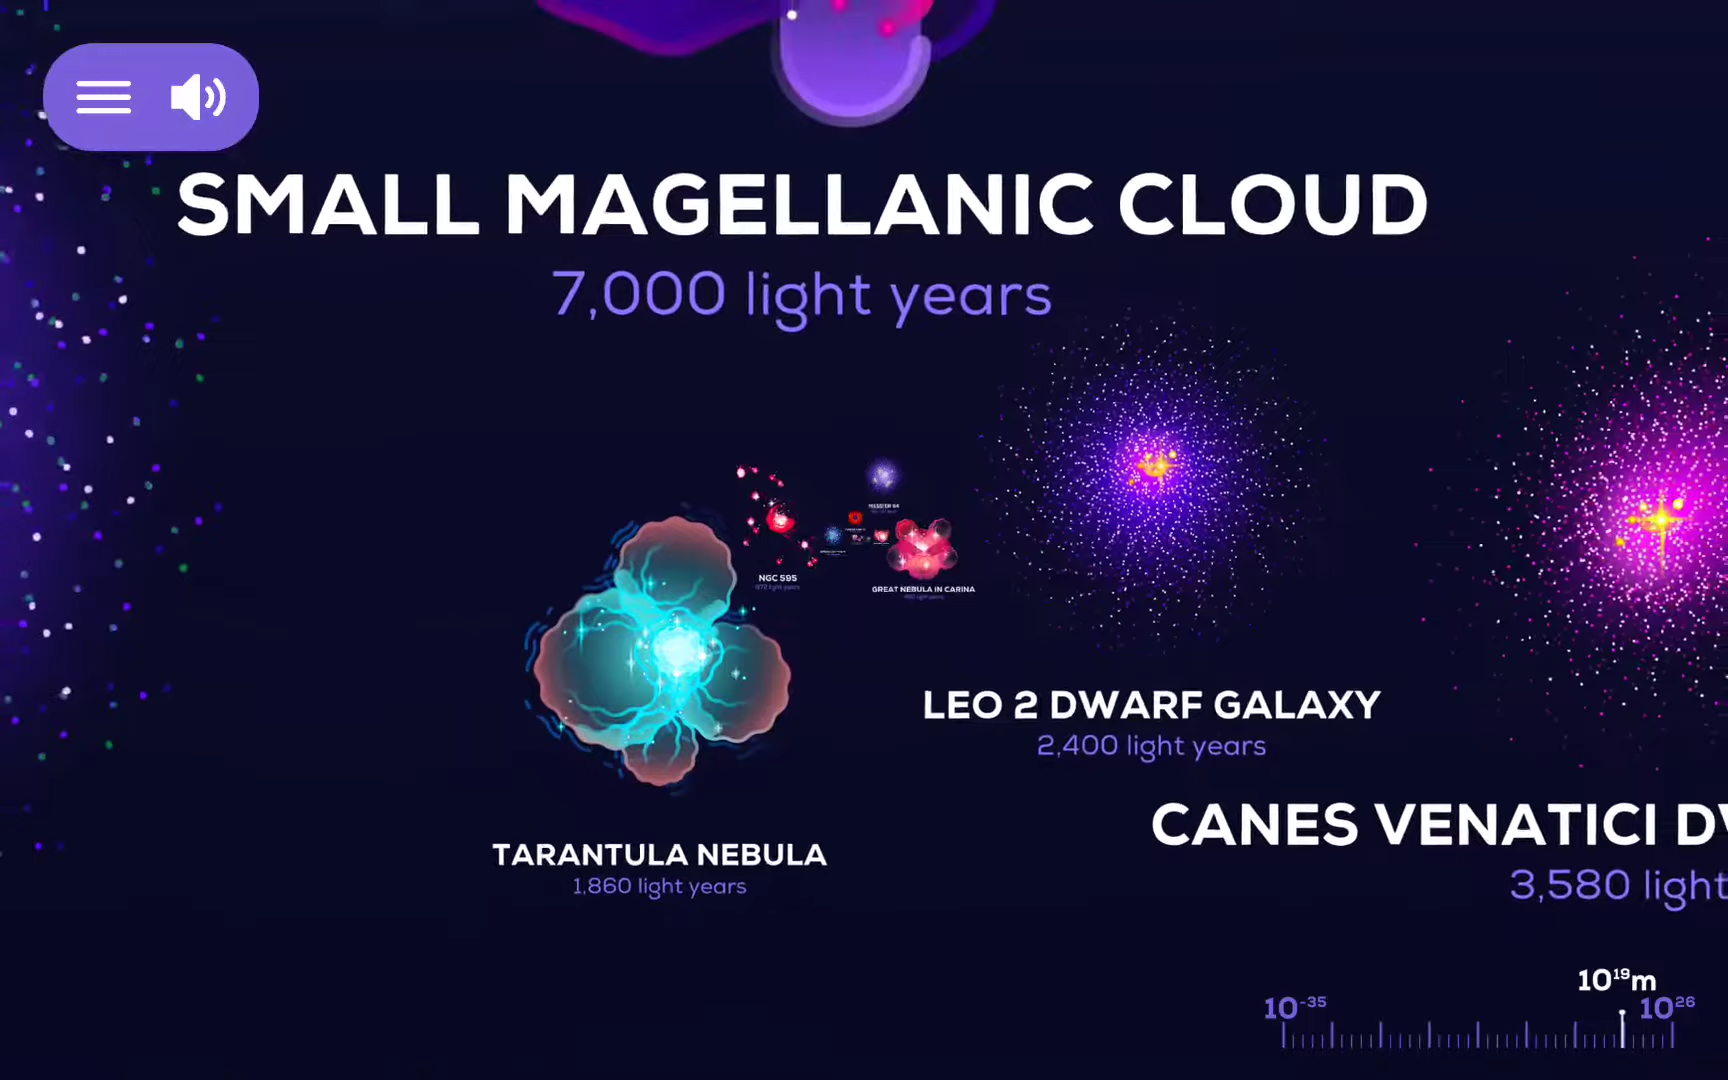 SMALL MAGELLANIC CLOUD
7,000 light years
NGC 595
GREAT NEBULA IN CARINA
LEO 2 DWARF GALAXY
2,400 light years
CANES VENATICI
3,580 light
TARANTULA NEBULA
1,860 light years
10¹⁹m
10⁻³⁵
10²⁶